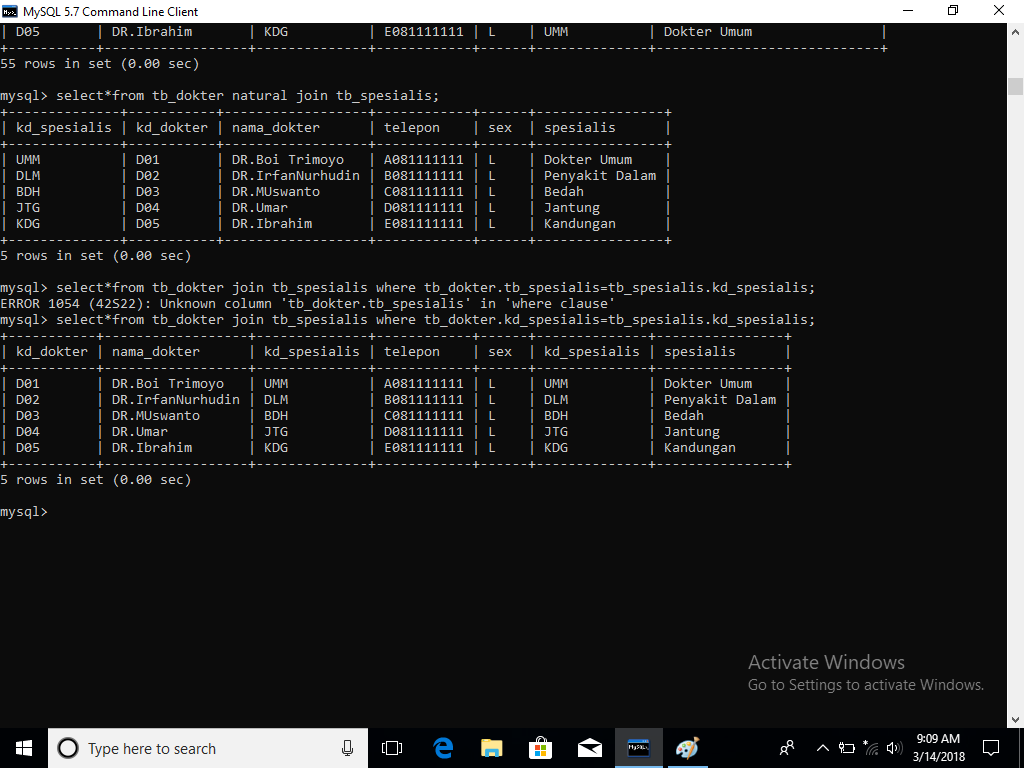 MySQL 5.7 Command Line Client
| D05 | DR.Ibrahim | KDG | E081111111 | L | UMM | Dokter Umum |
+-----------+------------------+--------------+------------+------+--------------+----------------------------+
55 rows in set (0.00 sec)
mysql> select*from tb_dokter natural join tb_spesialis;
+--------------+-----------+------------------+------------+------+----------------+
| kd_spesialis | kd_dokter | nama_dokter | telepon | sex | spesialis |
+--------------+-----------+------------------+------------+------+----------------+
| UMM | D01 | DR.Boi Trimoyo | A081111111 | L | Dokter Umum |
| DLM | D02 | DR.IrfanNurhudin | B081111111 | L | Penyakit Dalam |
| BDH | D03 | DR.MUswanto | C081111111 | L | Bedah |
| JTG | D04 | DR.Umar | D081111111 | L | Jantung |
| KDG | D05 | DR.Ibrahim | E081111111 | L | Kandungan |
+--------------+-----------+------------------+------------+------+----------------+
5 rows in set (0.00 sec)
mysql> select*from tb_dokter join tb_spesialis where tb_dokter.tb_spesialis=tb_spesialis.kd_spesialis;
ERROR 1054 (42S22): Unknown column 'tb_dokter.tb_spesialis' in 'where clause'
mysql> select*from tb_dokter join tb_spesialis where tb_dokter.kd_spesialis=tb_spesialis.kd_spesialis;
+-----------+------------------+--------------+------------+------+--------------+----------------+
| kd_dokter | nama_dokter | kd_spesialis | telepon | sex | kd_spesialis | spesialis |
+-----------+------------------+--------------+------------+------+--------------+----------------+
| D01 | DR.Boi Trimoyo | UMM | A081111111 | L | UMM | Dokter Umum |
| D02 | DR.IrfanNurhudin | DLM | B081111111 | L | DLM | Penyakit Dalam |
| D03 | DR.MUswanto | BDH | C081111111 | L | BDH | Bedah |
| D04 | DR.Umar | JTG | D081111111 | L | JTG | Jantung |
| D05 | DR.Ibrahim | KDG | E081111111 | L | KDG | Kandungan |
+-----------+------------------+--------------+------------+------+--------------+----------------+
5 rows in set (0.00 sec)
mysql>
Activate Windows
Go to Settings to activate Windows.
Type here to search
9:09 AM
3/14/2018